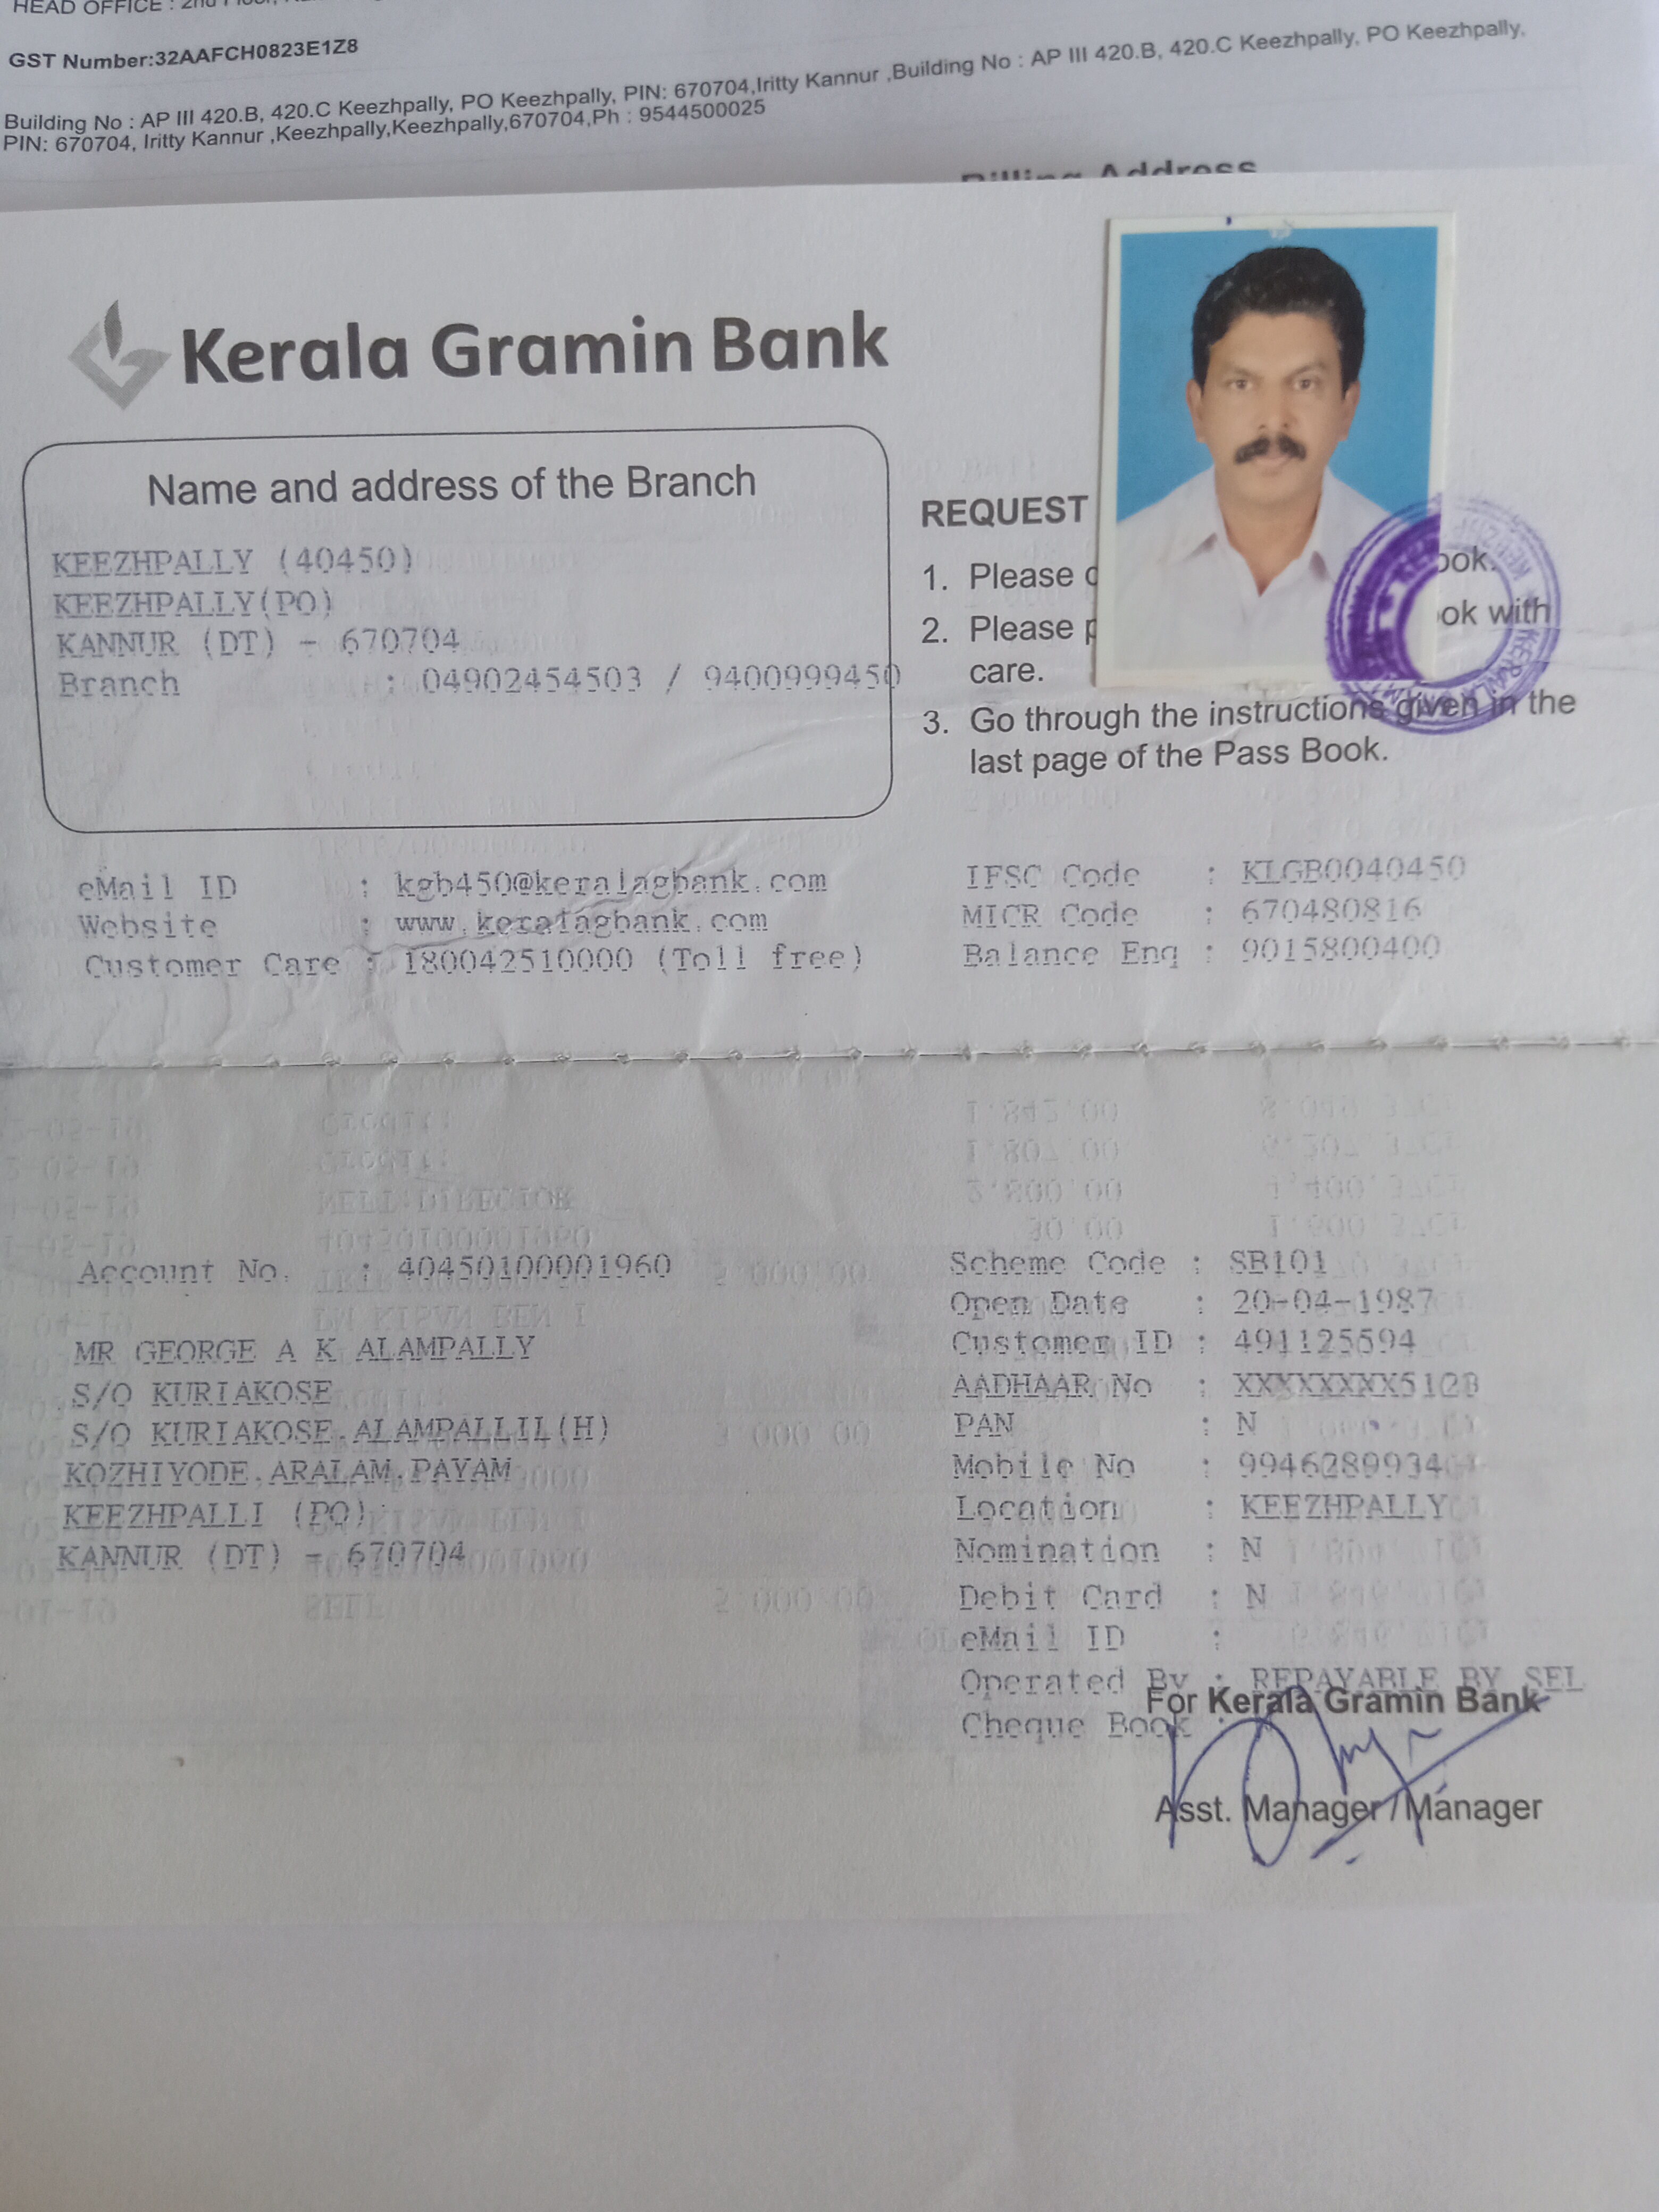 HEAD OFFICE : 2nd Floor,
GST Number:32AAFCH0823E1Z8
Building No : AP III 420.B, 420.C Keezhpally, PO Keezhpally, PIN: 670704,Iritty Kannur ,Building No : AP III 420.B, 420.C Keezhpally, PO Keezhpally,
PIN: 670704, Iritty Kannur ,Keezhpally,Keezhpally,670704,Ph : 9544500025
Billing Address
Kerala Gramin Bank
Name and address of the Branch
KEEZHPALLY (40450)
KEEZHPALLY(PO)
KANNUR (DT) - 670704
Branch : 04902454503 / 9400999450
REQUEST
1. Please
2. Please with
care.
3. Go through the instructions given in the
last page of the Pass Book.
eMail ID : kgb450@keralagbank.com
Website : www.keralagbank.com
Customer Care : 180042510000 (Toll free)
IFSC Code : KLGB0040450
MICR Code : 670480816
Balance Enq : 9015800400
Account No. : 40450100001960
MR GEORGE A K ALAMPALLY
S/O KURIAKOSE
S/O KURIAKOSE,ALAMPALLIL(H)
KOZHIYODE,ARALAM,PAYAM
KEEZHPALLI (PO)
KANNUR (DT) - 670704
Scheme Code : SB101
Open Date : 20-04-1987
Customer ID : 491125594
AADHAAR No : XXXXXXXX5123
PAN : N
Mobile No : 9946289934
Location : KEEZHPALLY
Nomination : N
Debit Card : N
eMail ID :
Operated By : REPAYABLE BY SEL
For Kerala Gramin Bank
Cheque Book :
Asst. Manager / Manager